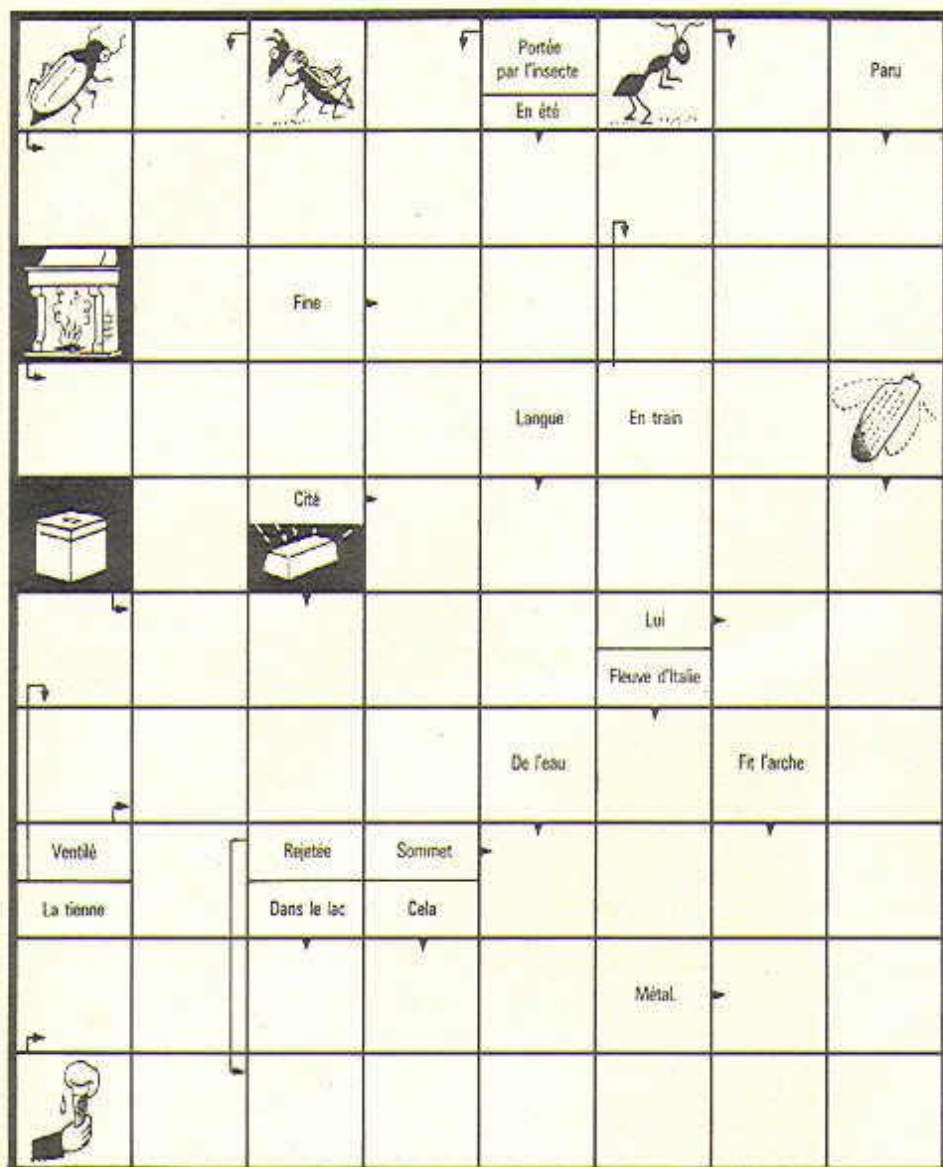 Portée
par l'insecte
En été
Paru
Fine
Langue
En train
Cité
Lui
Fleuve d'Italie
De l'eau
Fit l'arche
Ventilé
Rejetée
Sommet
La tienne
Dans le lac
Cela
Métal.